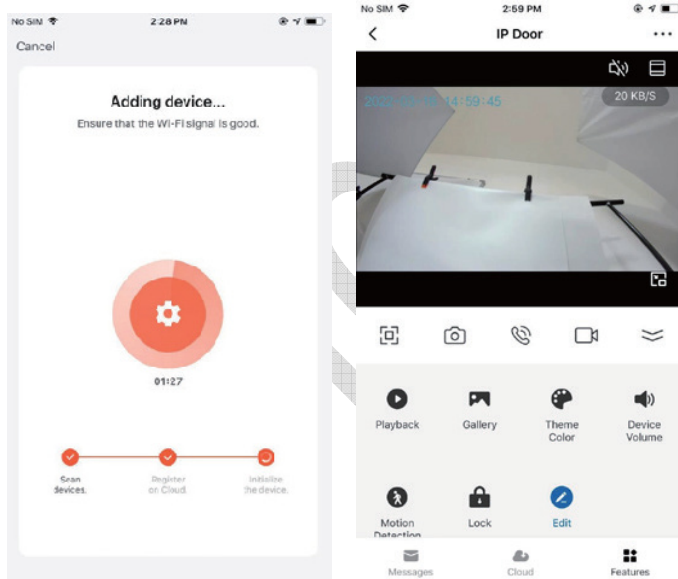 No SIM
2:28 PM
Cancel
Adding device...
Ensure that the Wi-Fi signal is good.
01:27
Scan
devices.
Register
on Cloud.
Initialize
the device.
No SIM
2:59 PM
IP Door
14:59:45
20 KB/S
Playback
Gallery
Theme
Color
Device
Volume
Motion
Detection
Lock
Edit
Messages
Cloud
Features